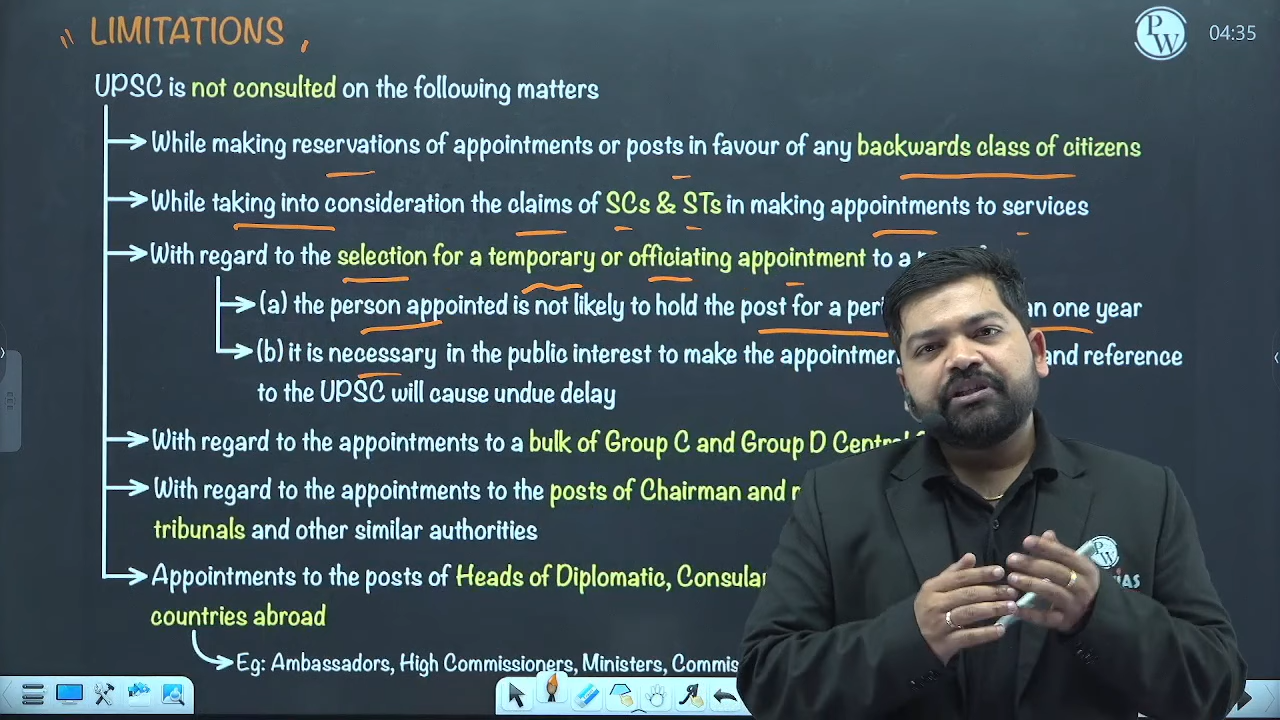 LIMITATIONS
PW
04:35
UPSC is not consulted on the following matters
While making reservations of appointments or posts in favour of any backwards class of citizens
While taking into consideration the claims of SCs & STs in making appointments to services
With regard to the selection for a temporary or officiating appointment to a
(a) the person appointed is not likely to hold the post for a one year
(b) it is necessary in the public interest to make the and reference
to the UPSC will cause undue delay
With regard to the appointments to a bulk of Group C and Group D
With regard to the appointments to the posts of Chairman and
tribunals and other similar authorities
Appointments to the posts of Heads of Diplomatic,
countries abroad
Eg: Ambassadors, High Commissioners, Ministers,
PW